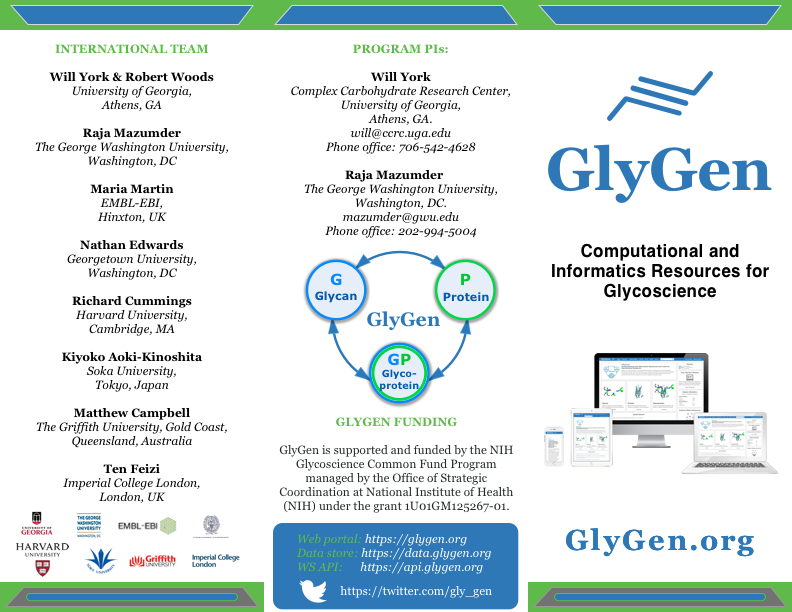 INTERNATIONAL TEAM
Will York & Robert Woods
University of Georgia,
Athens, GA
Raja Mazumder
The George Washington University,
Washington, DC
Maria Martin
EMBL-EBI,
Hinxton, UK
Nathan Edwards
Georgetown University,
Washington, DC
Richard Cummings
Harvard University,
Cambridge, MA
Kiyoko Aoki-Kinoshita
Soka University,
Tokyo, Japan
Matthew Campbell
The Griffith University, Gold Coast,
Queensland, Australia
Ten Feizi
Imperial College London,
London, UK
UNIVERSITY OF
GEORGIA
THE GEORGE
WASHINGTON
UNIVERSITY
WASHINGTON, DC
EMBL-EBI
HARVARD
UNIVERSITY
Griffith
UNIVERSITY
Imperial College
London
PROGRAM PIs:
Will York
Complex Carbohydrate Research Center,
University of Georgia,
Athens, GA.
will@ccrc.uga.edu
Phone office: 706-542-4628
Raja Mazumder
The George Washington University,
Washington, DC.
mazumder@gwu.edu
Phone office: 202-994-5004
G
Glycan
P
Protein
GlyGen
GP
Glyco-
protein
GLYGEN FUNDING
GlyGen is supported and funded by the NIH
Glycoscience Common Fund Program
managed by the Office of Strategic
Coordination at National Institute of Health
(NIH) under the grant 1U01GM125267-01.
Web portal: https://glygen.org
Data store: https://data.glygen.org
WS API: https://api.glygen.org
https://twitter.com/gly_gen
GlyGen
Computational and
Informatics Resources for
Glycoscience
GlyGen.org